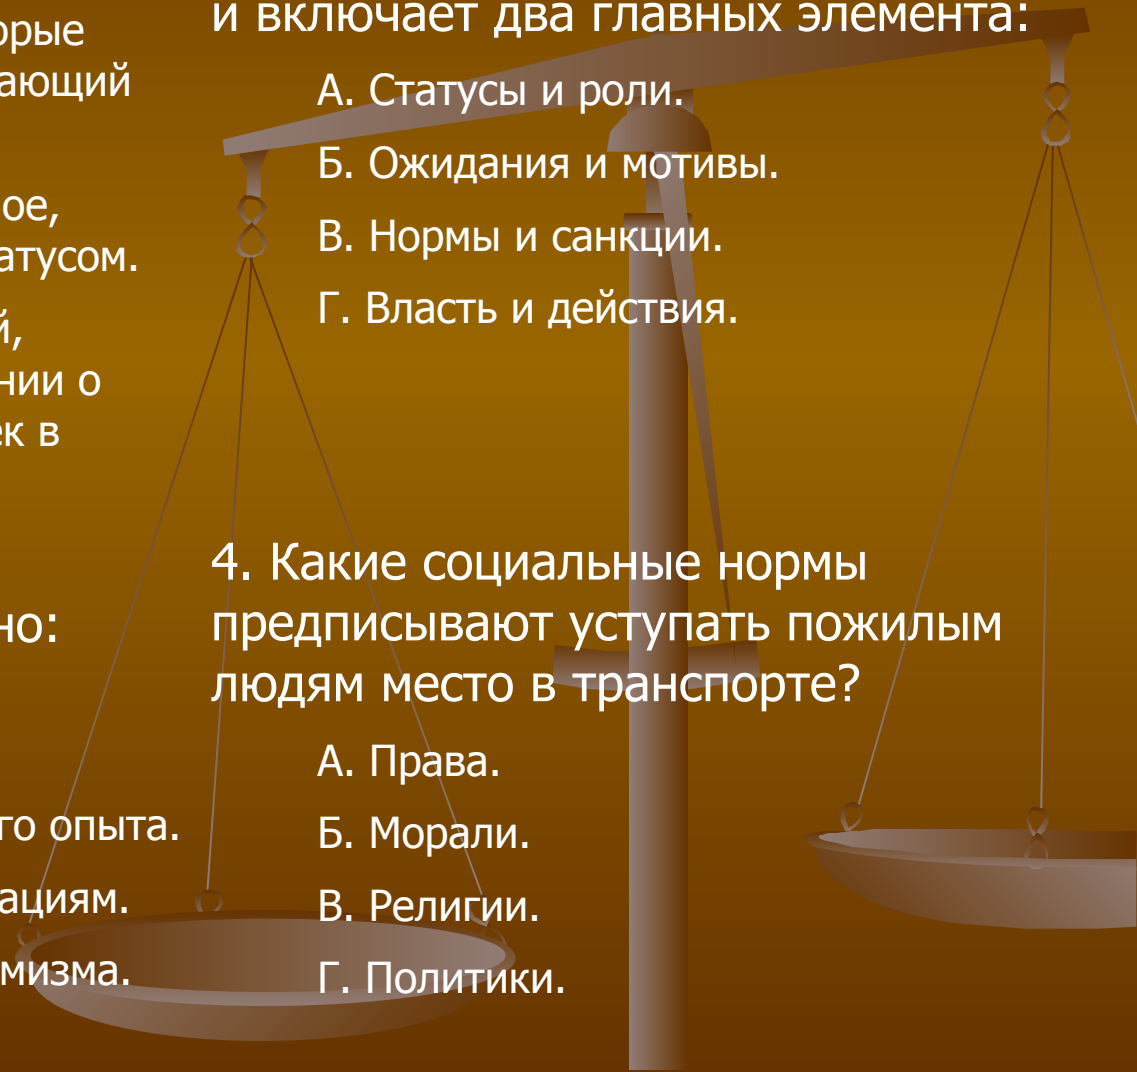 орые
ающий
ое,
атусом.
й,
нии о
ек в
но:
го опыта.
ациям.
мизма.
и включает два главных элемента:
А. Статусы и роли.
Б. Ожидания и мотивы.
В. Нормы и санкции.
Г. Власть и действия.
4. Какие социальные нормы
предписывают уступать пожилым
людям место в транспорте?
А. Права.
Б. Морали.
В. Религии.
Г. Политики.